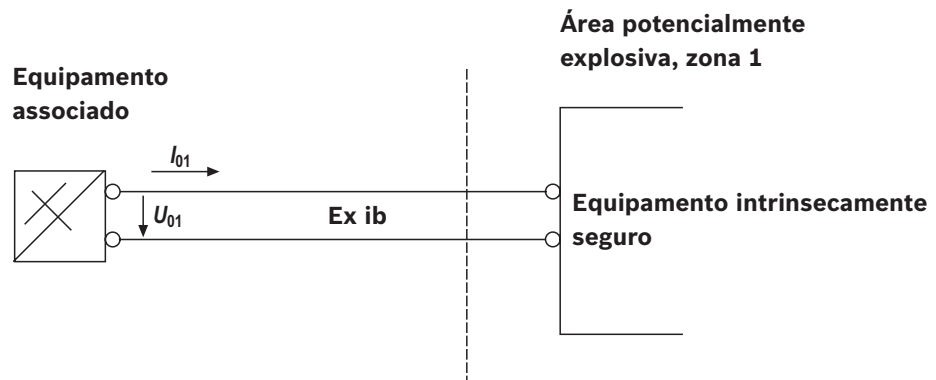 Área potencialmente
explosiva, zona 1
Equipamento
associado
I01
U01
Ex ib
Equipamento intrinsecamente
seguro